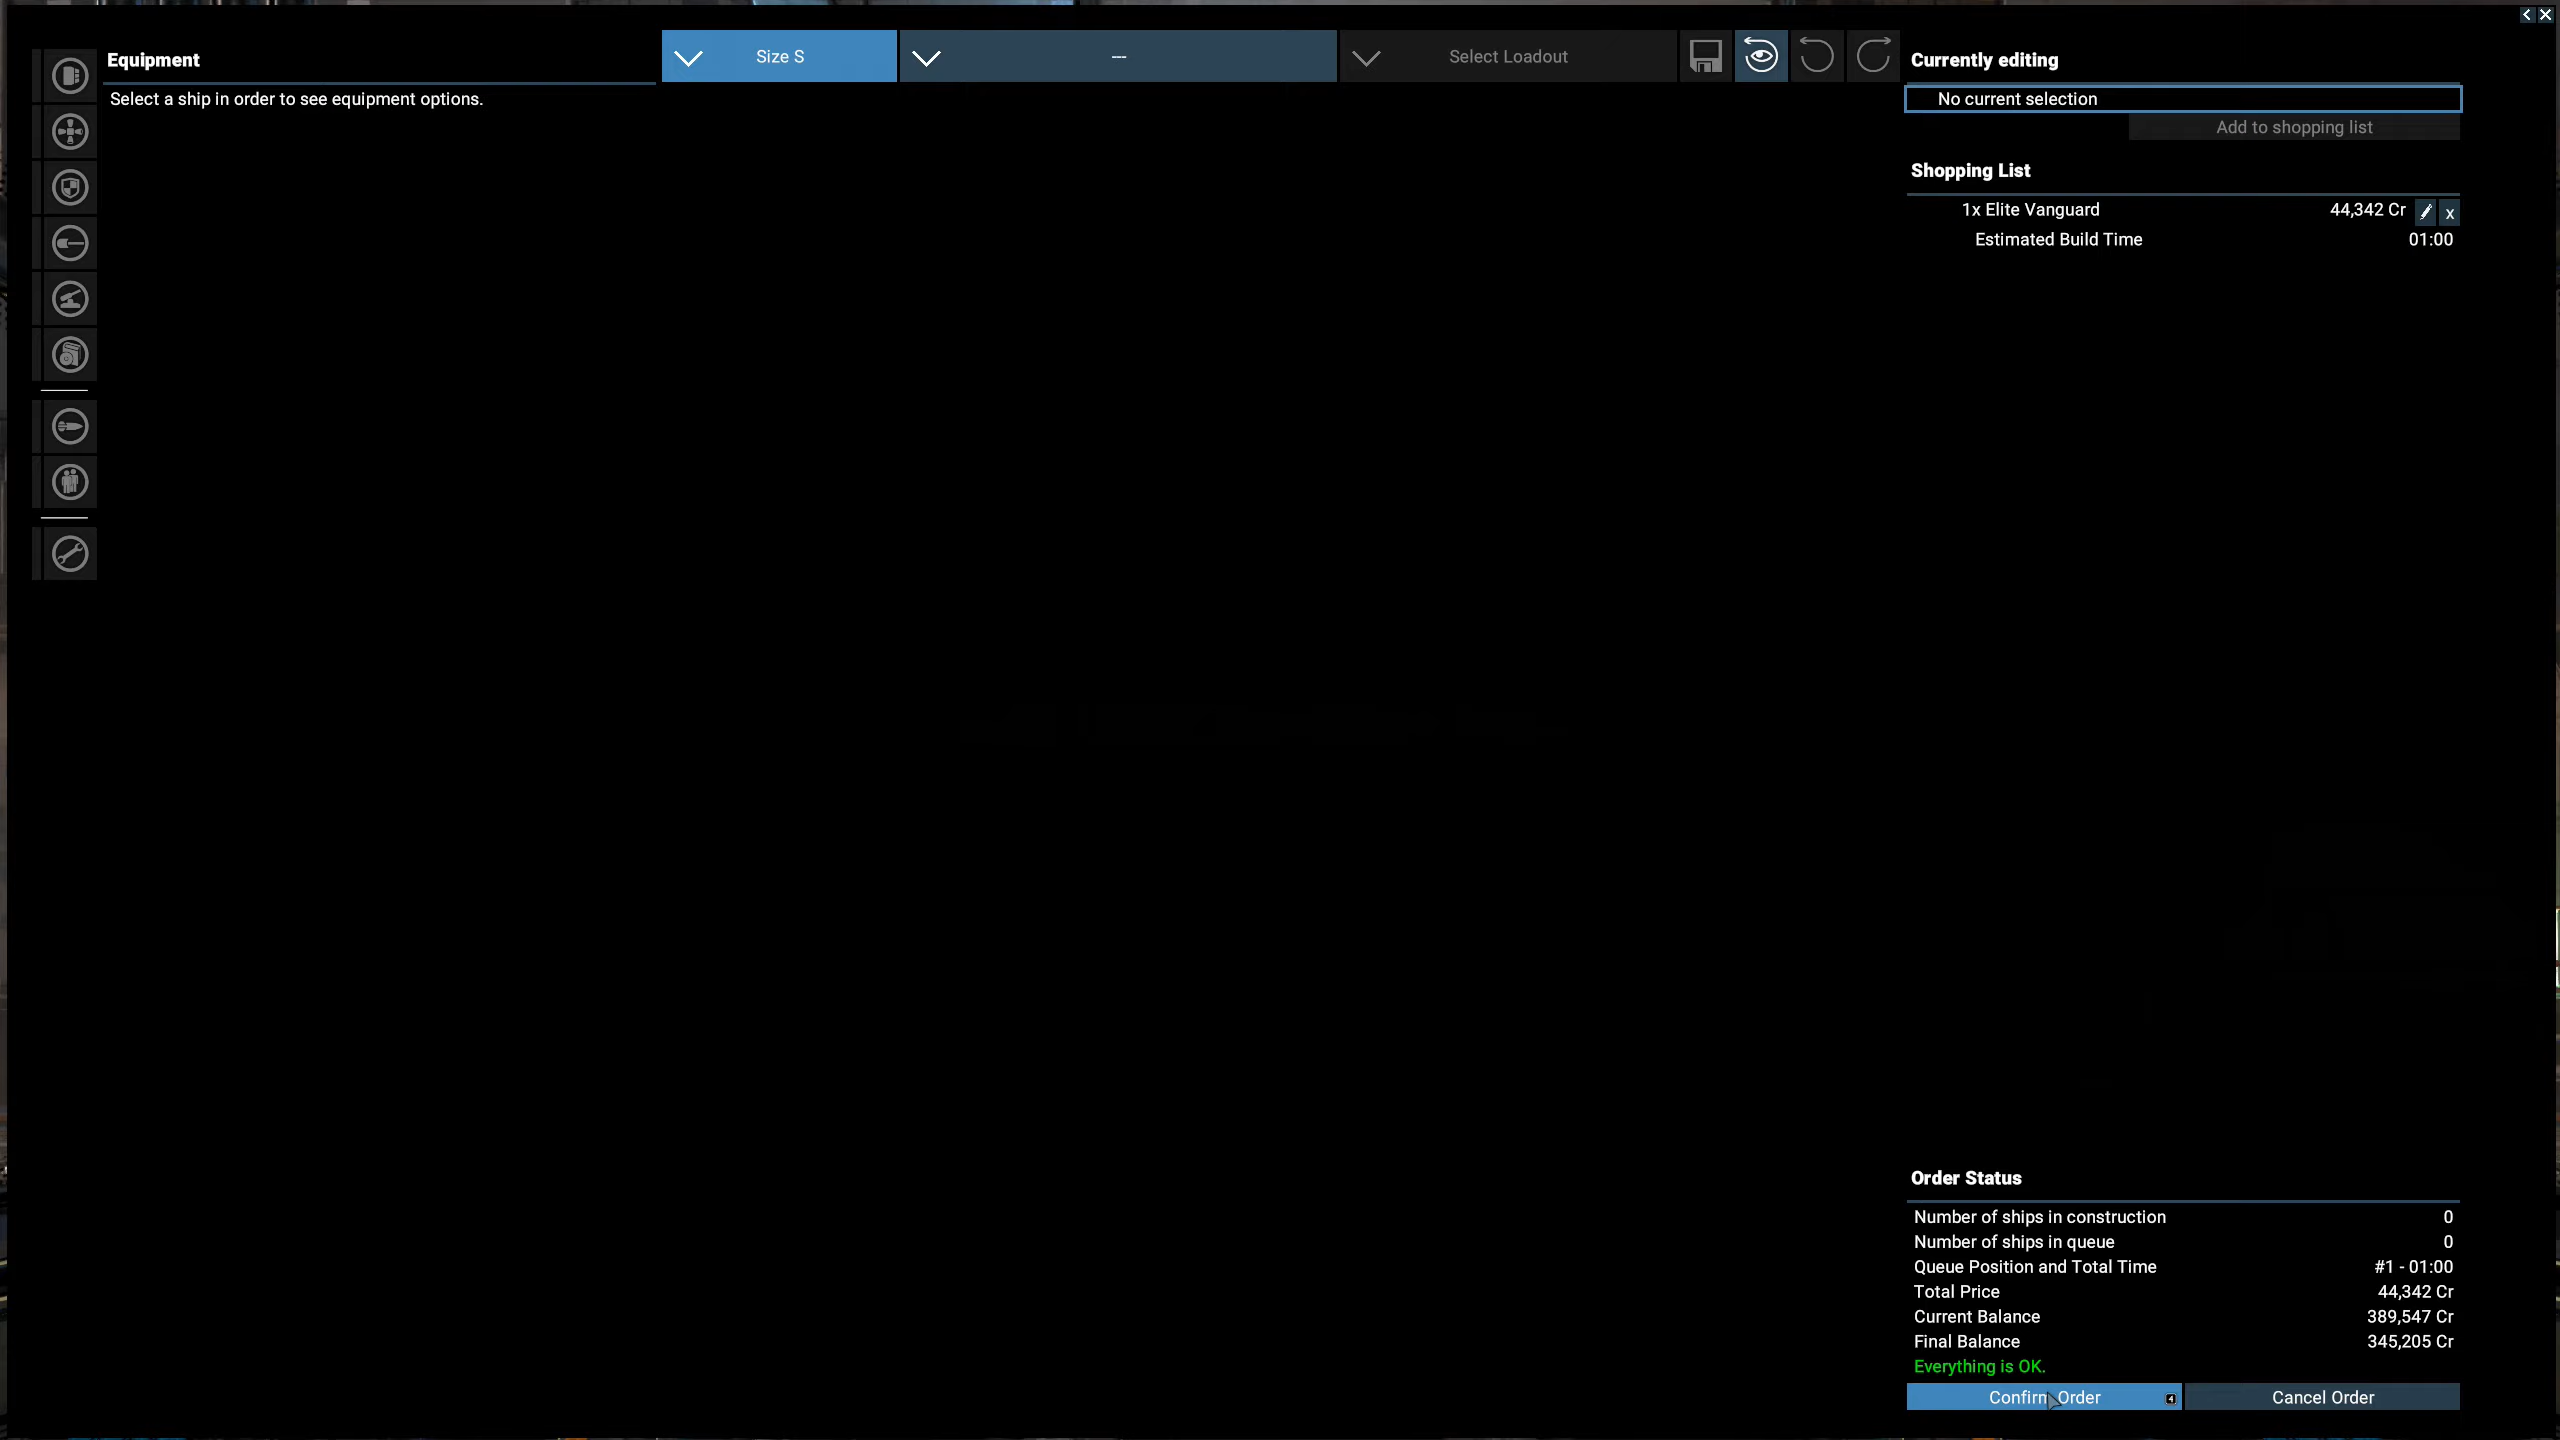 Equipment
Select a ship in order to see equipment options.
Size S
---
Select Loadout
Currently editing
No current selection
Add to shopping list
Shopping List
1x Elite Vanguard 44,342 Cr x
Estimated Build Time 01:00
Order Status
Number of ships in construction 0
Number of ships in queue 0
Queue Position and Total Time #1 - 01:00
Total Price 44,342 Cr
Current Balance 389,547 Cr
Final Balance 345,205 Cr
Everything is OK.
Confirm Order
Cancel Order